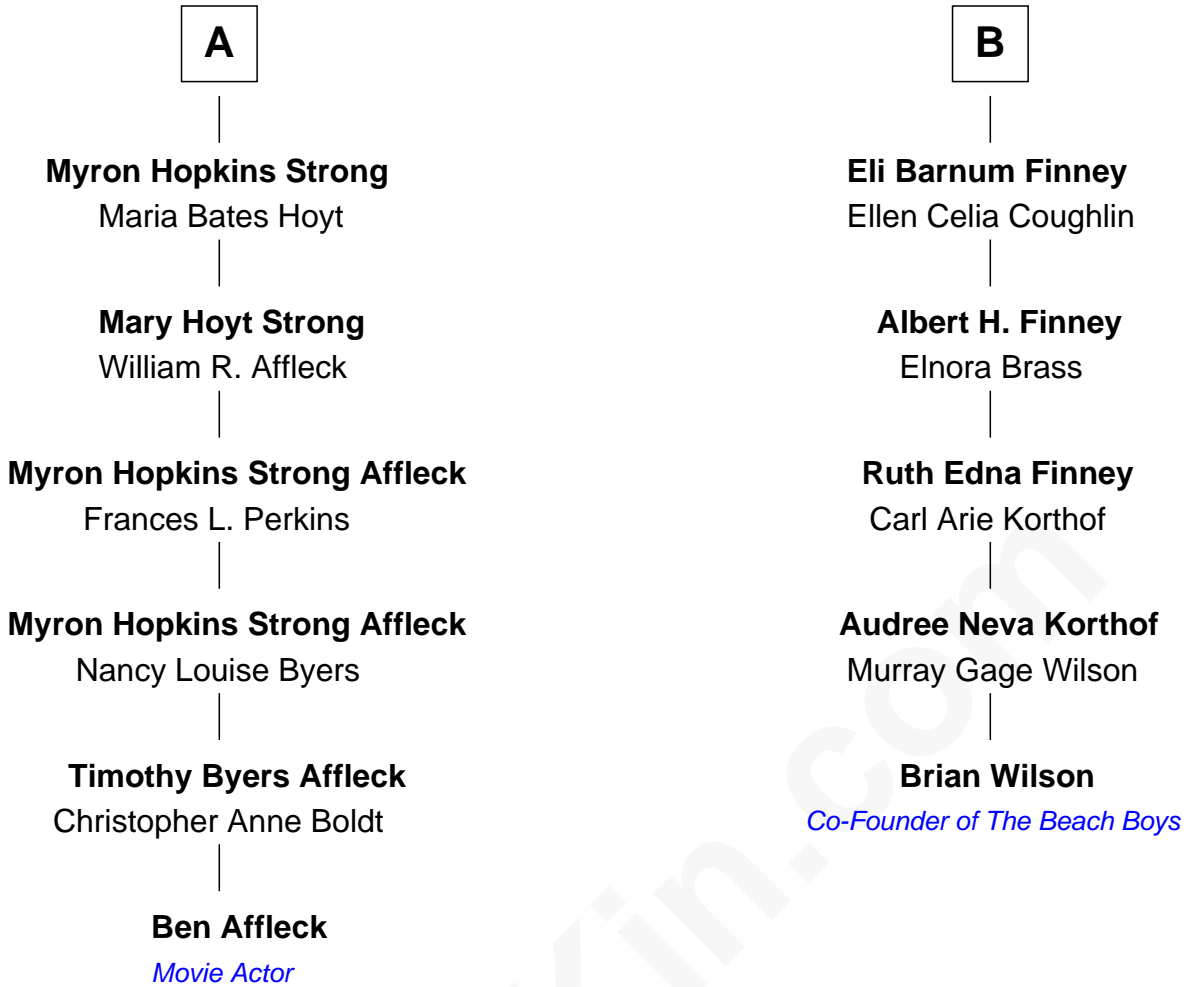 A
B
Myron Hopkins Strong
Maria Bates Hoyt
Eli Barnum Finney
Ellen Celia Coughlin
Mary Hoyt Strong
William R. Affleck
Albert H. Finney
Elnora Brass
Myron Hopkins Strong Affleck
Frances L. Perkins
Ruth Edna Finney
Carl Arie Korthof
Myron Hopkins Strong Affleck
Nancy Louise Byers
Audree Neva Korthof
Murray Gage Wilson
Timothy Byers Affleck
Christopher Anne Boldt
Brian Wilson
Co-Founder of The Beach Boys
Ben Affleck
Movie Actor